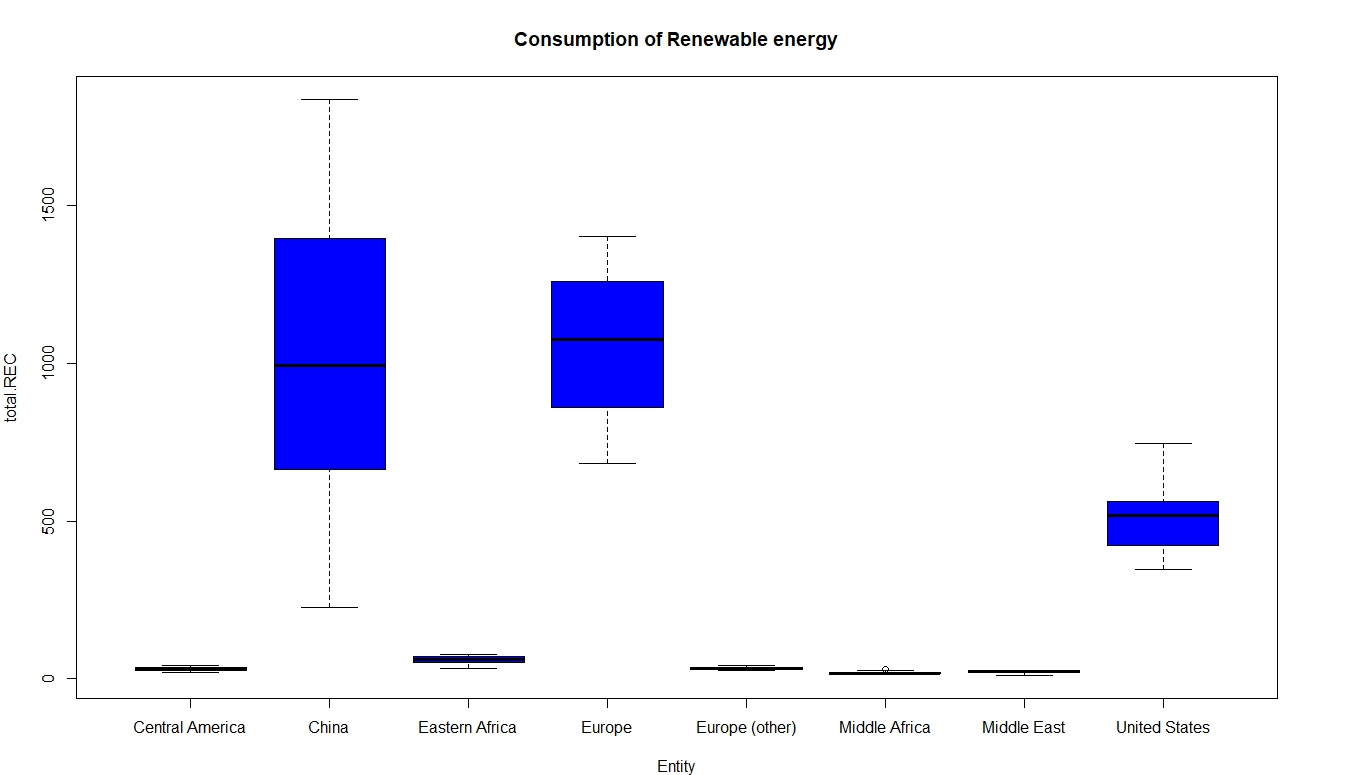 Consumption of Renewable energy
total.REC
1500
1000
500
0
Central America
China
Eastern Africa
Europe
Europe (other)
Middle Africa
Middle East
United States
Entity